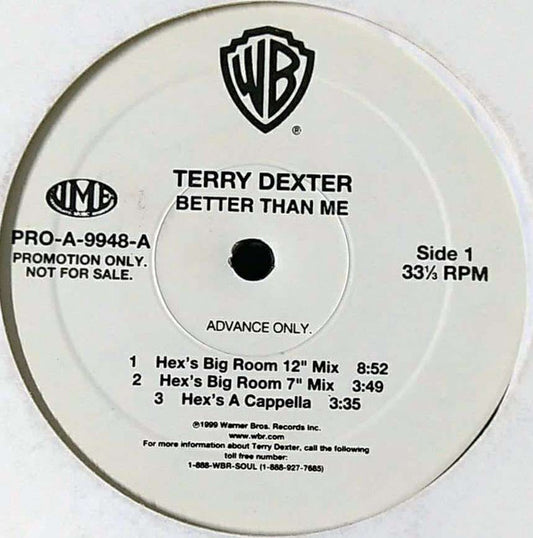 WB
®
TERRY DEXTER
BETTER THAN ME
PRO-A-9948-A
PROMOTION ONLY.
NOT FOR SALE.
Side 1
33⅓ RPM
ADVANCE ONLY.
1 Hex's Big Room 12" Mix 8:52
2 Hex's Big Room 7" Mix 3:49
3 Hex's A Cappella 3:35
℗1999 Warner Bros. Records Inc.
www.wbr.com
For more information about Terry Dexter, call the following
toll free number:
1-888-WBR-SOUL (1-888-927-7685)